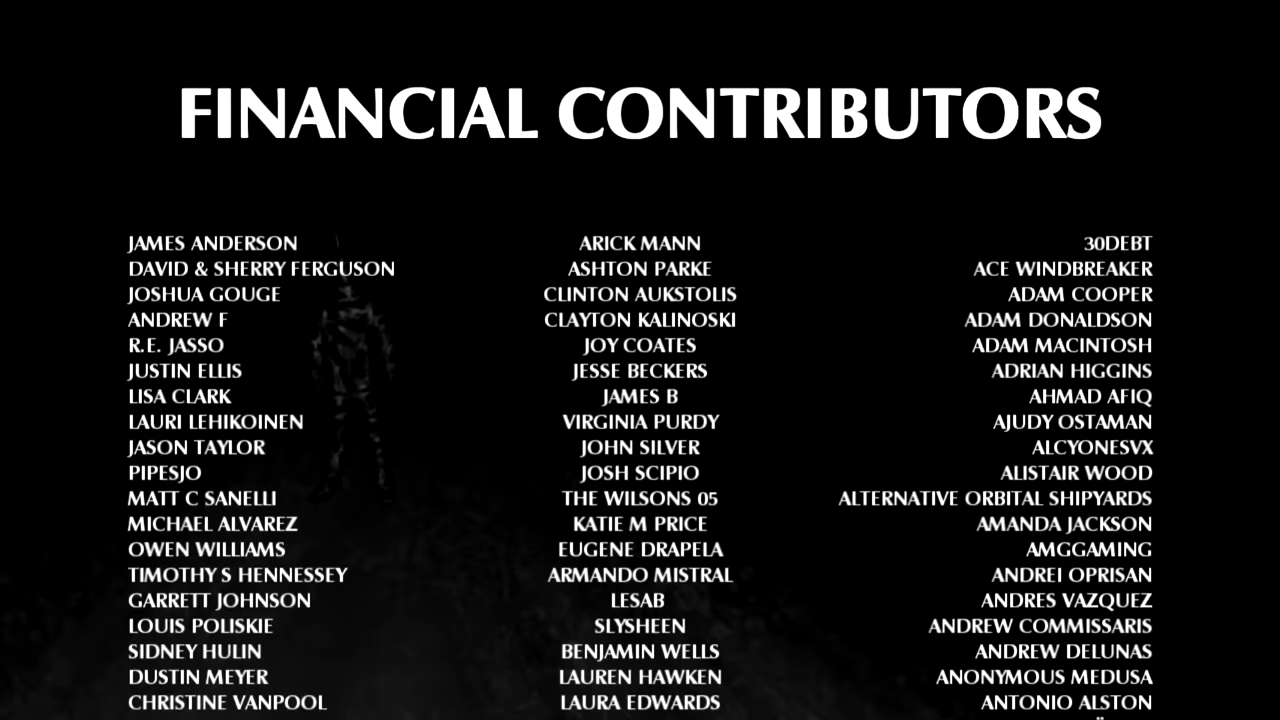 FINANCIAL CONTRIBUTORS
JAMES ANDERSON
DAVID & SHERRY FERGUSON
JOSHUA GOUGE
ANDREW F
R.E. JASSO
JUSTIN ELLIS
LISA CLARK
LAURI LEHIKOINEN
JASON TAYLOR
PIPESJO
MATT C SANELLI
MICHAEL ALVAREZ
OWEN WILLIAMS
TIMOTHY S HENNESSEY
GARRETT JOHNSON
LOUIS POLISKIE
SIDNEY HULIN
DUSTIN MEYER
CHRISTINE VANPOOL
ARICK MANN
ASHTON PARKE
CLINTON AUKSTOLIS
CLAYTON KALINOSKI
JOY COATES
JESSE BECKERS
JAMES B
VIRGINIA PURDY
JOHN SILVER
JOSH SCIPIO
THE WILSONS 05
KATIE M PRICE
EUGENE DRAPELA
ARMANDO MISTRAL
LESAB
SLYSHEEN
BENJAMIN WELLS
LAUREN HAWKEN
LAURA EDWARDS
30DEBT
ACE WINDBREAKER
ADAM COOPER
ADAM DONALDSON
ADAM MACINTOSH
ADRIAN HIGGINS
AHMAD AFIQ
AJUDY OSTAMAN
ALCYONESVX
ALISTAIR WOOD
ALTERNATIVE ORBITAL SHIPYARDS
AMANDA JACKSON
AMGGAMING
ANDREI OPRISAN
ANDRES VAZQUEZ
ANDREW COMMISSARIS
ANDREW DELUNAS
ANONYMOUS MEDUSA
ANTONIO ALSTON